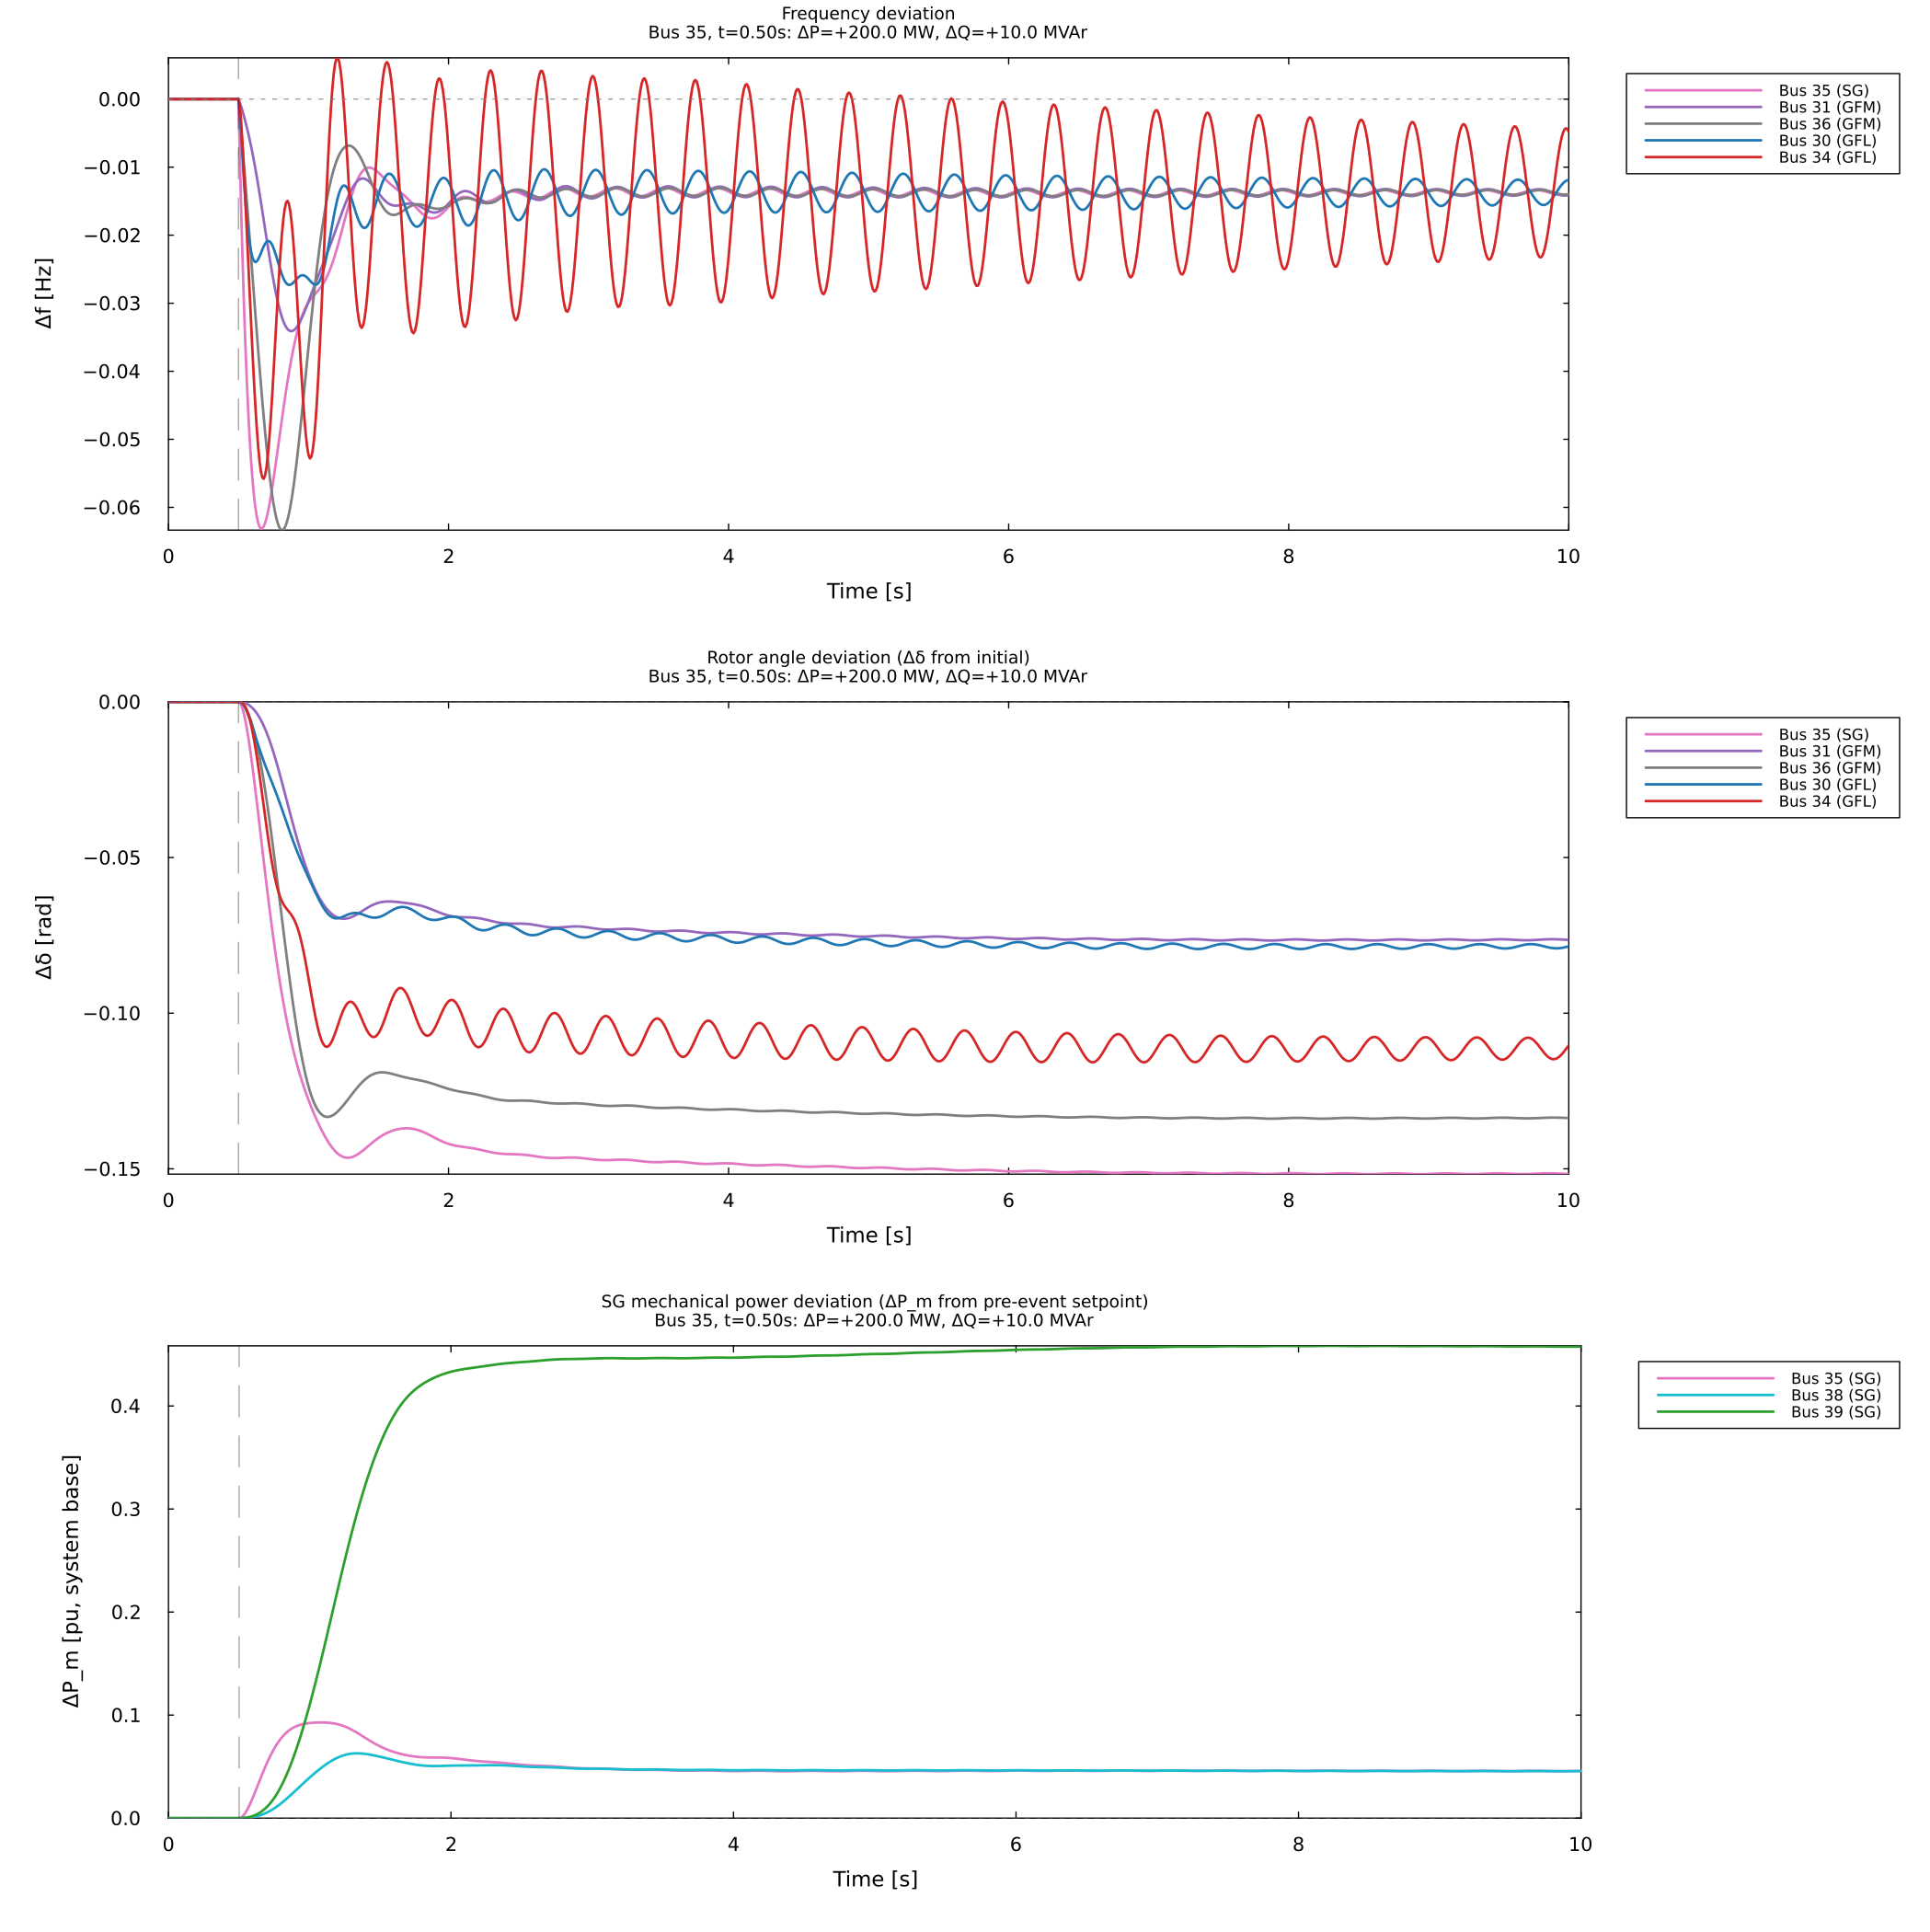 Frequency deviation
Bus 35, t=0.50s: ΔP=+200.0 MW, ΔQ=+10.0 MVAr
0.00
−0.01
−0.02
−0.03
−0.04
−0.05
−0.06
Δf [Hz]
0 2 4 6 8 10
Time [s]
Bus 35 (SG)
Bus 31 (GFM)
Bus 36 (GFM)
Bus 30 (GFL)
Bus 34 (GFL)
Rotor angle deviation (Δδ from initial)
Bus 35, t=0.50s: ΔP=+200.0 MW, ΔQ=+10.0 MVAr
0.00
−0.05
−0.10
−0.15
Δδ [rad]
0 2 4 6 8 10
Time [s]
Bus 35 (SG)
Bus 31 (GFM)
Bus 36 (GFM)
Bus 30 (GFL)
Bus 34 (GFL)
SG mechanical power deviation (ΔP_m from pre-event setpoint)
Bus 35, t=0.50s: ΔP=+200.0 MW, ΔQ=+10.0 MVAr
0.4
0.3
0.2
0.1
0.0
ΔP_m [pu, system base]
0 2 4 6 8 10
Time [s]
Bus 35 (SG)
Bus 38 (SG)
Bus 39 (SG)